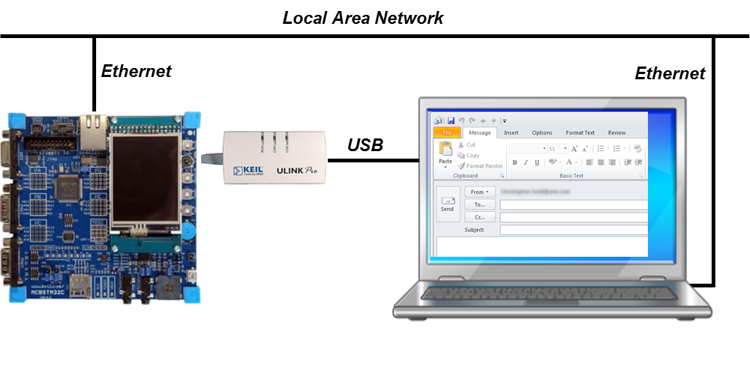 Local Area Network
Ethernet
Ethernet
USB
KEIL
ULINK Pro
MCBSTM32C
File
Message
Insert
Options
Format Text
Review
Cut
Copy
Format Painter
Paste
Clipboard
11
B I U
Basic Text
From
To...
Cc...
Send
Subject: